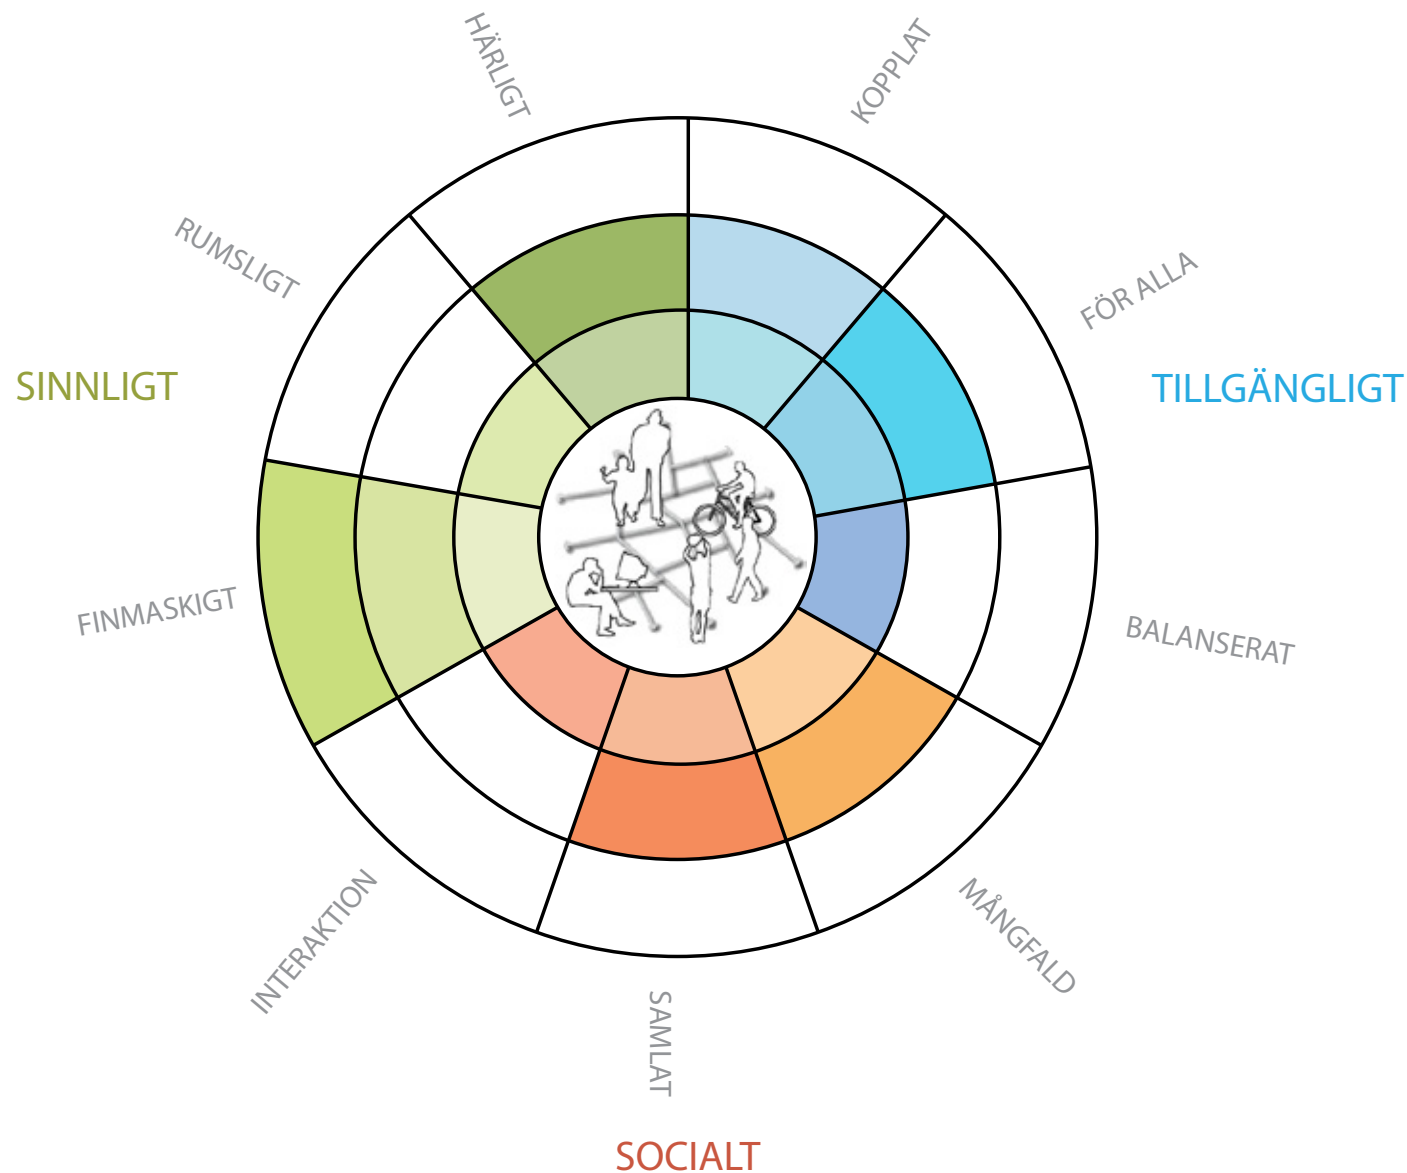 HÄRLIGT
KOPPLAT
RUMSLIGT
FÖR ALLA
SINNLIGT
TILLGÄNGLIGT
FINMASKIGT
BALANSERAT
INTERAKTION
MÅNGFALD
SAMLAT
SOCIALT